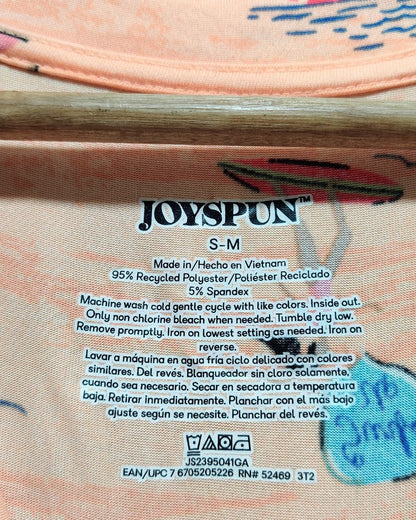 JOYSPUN™
S-M
Made in/Hecho en Vietnam
95% Recycled Polyester/Poliéster Reciclado
5% Spandex
Machine wash cold gentle cycle with like colors. Inside out.
Only non chlorine bleach when needed. Tumble dry low.
Remove promptly. Iron on lowest setting as needed. Iron on
reverse.
Lavar a máquina en agua fría ciclo delicado con colores
similares. Del revés. Blanqueador sin cloro solamente,
cuando sea necesario. Secar en secadora a temperatura
baja. Retirar inmediatamente. Planchar con el más bajo
ajuste según se necesite. Planchar del revés.
JS2395041GA
EAN/UPC 7 6705205226 RN# 52469 3T2